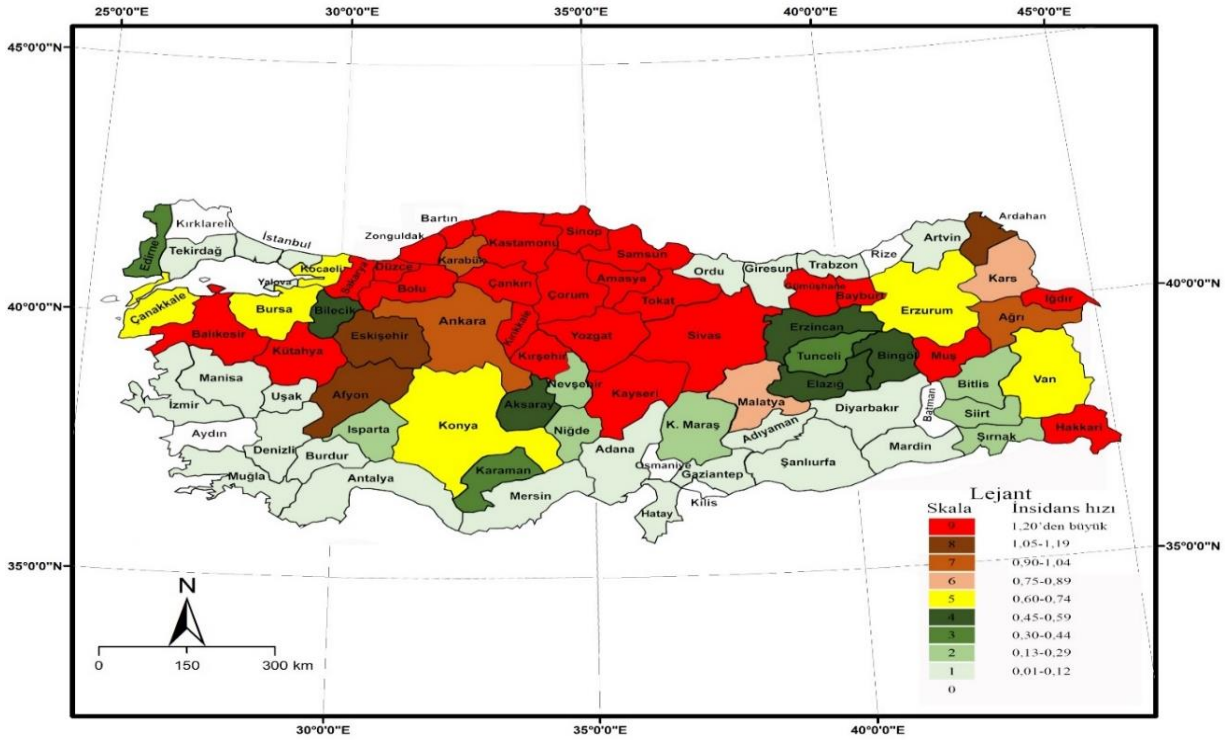 25°0'0"E 30°0'0"E 35°0'0"E 40°0'0"E 45°0'0"E
45°0'0"N
45°0'0"N
Kırklareli
Edirne
Tekirdağ
İstanbul
Yalova
Kocaeli
Sakarya
Düzce
Zonguldak
Bartın
Karabük
Kastamonu
Sinop
Samsun
Ordu
Giresun
Trabzon
Rize
Artvin
Ardahan
Kars
40°0'0"N
40°0'0"N
Çanakkale
Bursa
Bilecik
Bolu
Çankırı
Çorum
Amasya
Tokat
Gümüşhane
Bayburt
Erzurum
Iğdır
Ağrı
Balıkesir
Kütahya
Eskişehir
Ankara
Kırıkkale
Kırşehir
Yozgat
Sivas
Erzincan
Tunceli
Bingöl
Muş
Manisa
Uşak
Afyon
Konya
Aksaray
Nevşehir
Kayseri
Malatya
Elazığ
Bitlis
Van
İzmir
Aydın
Denizli
Isparta
Burdur
Niğde
K. Maraş
Adıyaman
Diyarbakır
Batman
Siirt
Şırnak
Hakkari
Muğla
Antalya
Karaman
Mersin
Adana
Osmaniye
Gaziantep
Şanlıurfa
Mardin
Hatay
Kilis
35°0'0"N
35°0'0"N
Lejant
Skala İnsidans hızı
9 1,20'den büyük
8 1,05-1,19
7 0,90-1,04
6 0,75-0,89
5 0,60-0,74
4 0,45-0,59
3 0,30-0,44
2 0,13-0,29
1 0,01-0,12
0
N
0 150 300 km
30°0'0"E 35°0'0"E 40°0'0"E